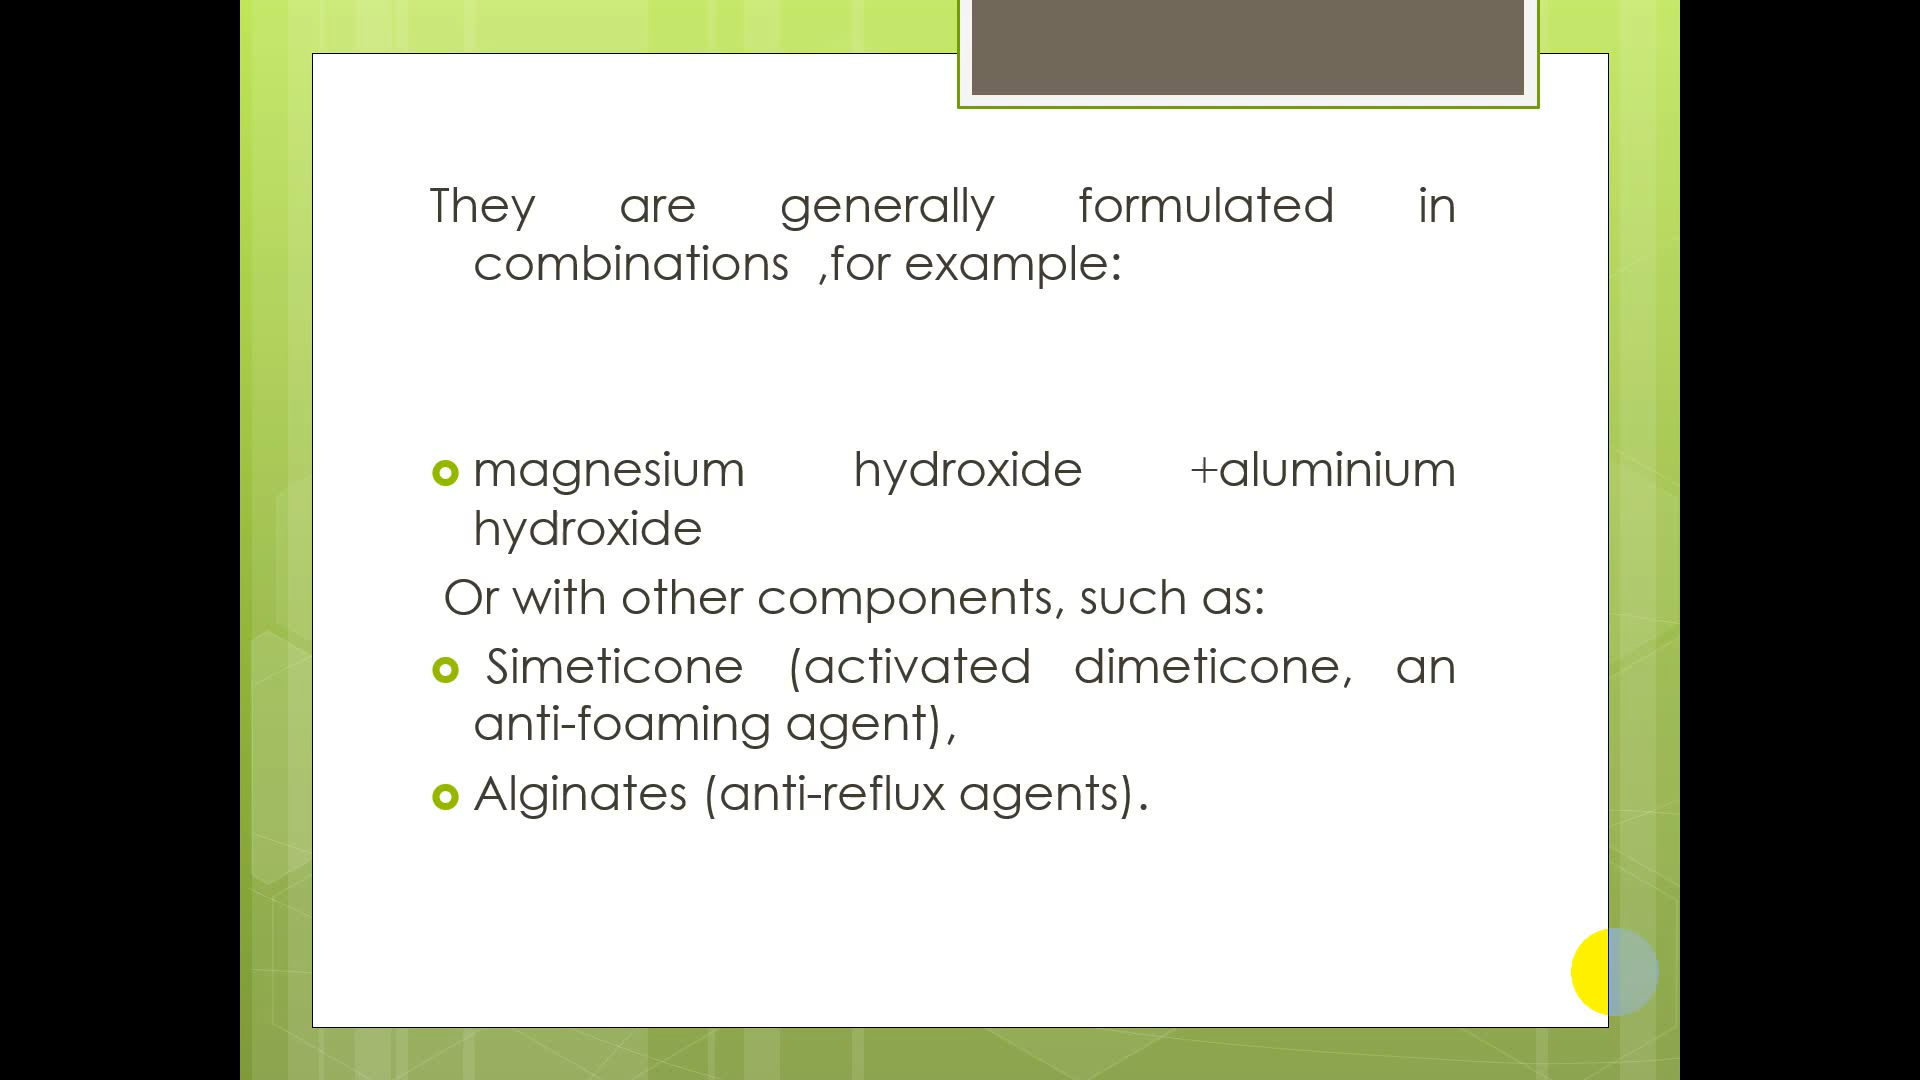 They are generally formulated in
combinations ,for example:
magnesium hydroxide +aluminium
hydroxide
Or with other components, such as:
Simeticone (activated dimeticone, an
anti-foaming agent),
Alginates (anti-reflux agents).